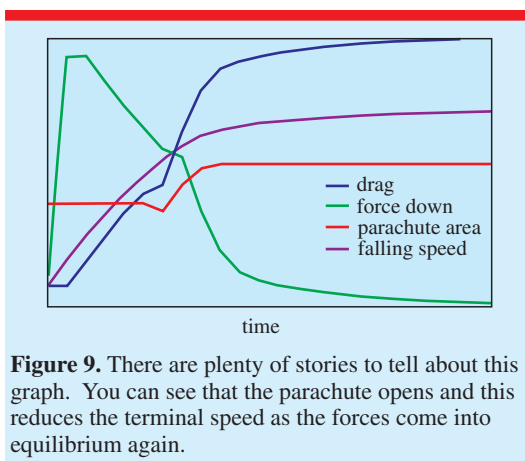 drag
force down
parachute area
falling speed
time
Figure 9. There are plenty of stories to tell about this
graph. You can see that the parachute opens and this
reduces the terminal speed as the forces come into
equilibrium again.